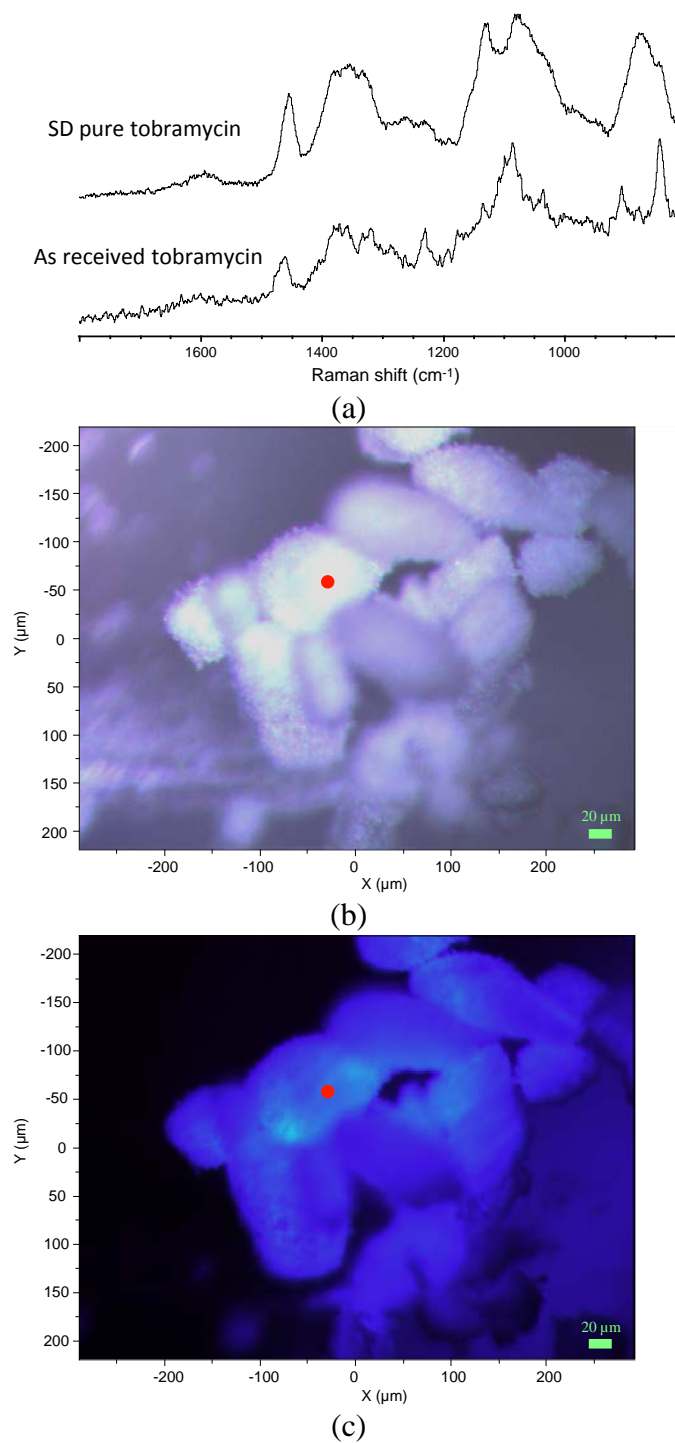 SD pure tobramycin
As received tobramycin
1600 1400 1200 1000
Raman shift (cm-1)
(a)
-200
-150
-100
-50
0
50
100
150
200
Y (µm)
20 µm
-200 -100 0 100 200
X (µm)
(b)
-200
-150
-100
-50
0
50
100
150
200
Y (µm)
20 µm
-200 -100 0 100 200
X (µm)
(c)